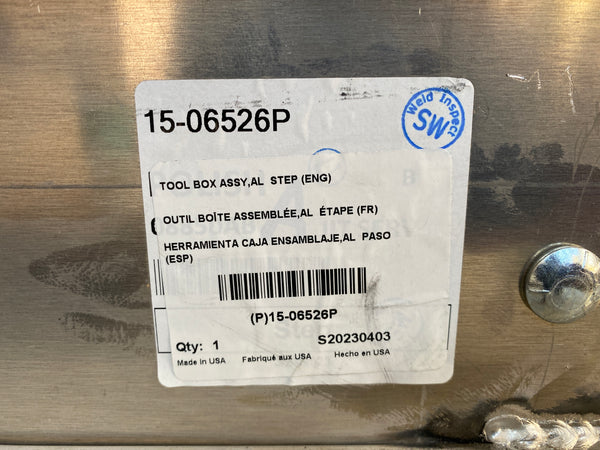 15-06526P
Weld Inspect
SW
TOOL BOX ASSY,AL STEP (ENG)
OUTIL BOÎTE ASSEMBLÉE,AL ÉTAPE (FR)
HERRAMIENTA CAJA ENSAMBLAJE,AL PASO
(ESP)
(P)15-06526P
Qty: 1
S20230403
Made in USA Fabriqué aux USA Hecho en USA